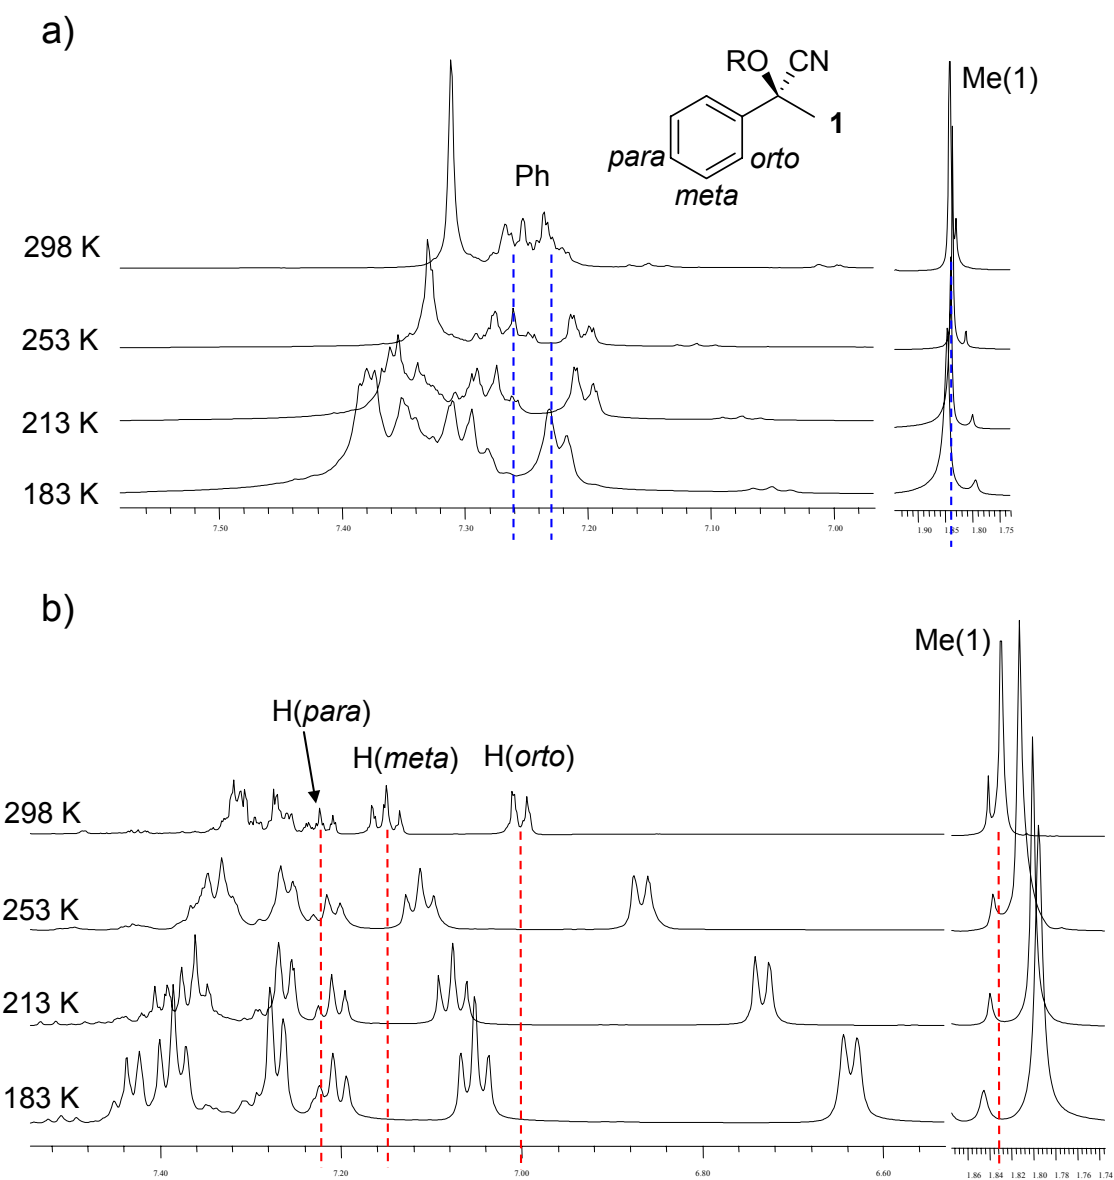 a)
RO CN
Me(1)
1
para
orto
meta
Ph
298 K
253 K
213 K
183 K
7.50 7.40 7.30 7.20 7.10 7.00
1.90 1.85 1.80 1.75
b)
Me(1)
H(para)
H(meta) H(orto)
298 K
253 K
213 K
183 K
7.40 7.20 7.00 6.80 6.60
1.86 1.84 1.82 1.80 1.78 1.76 1.74